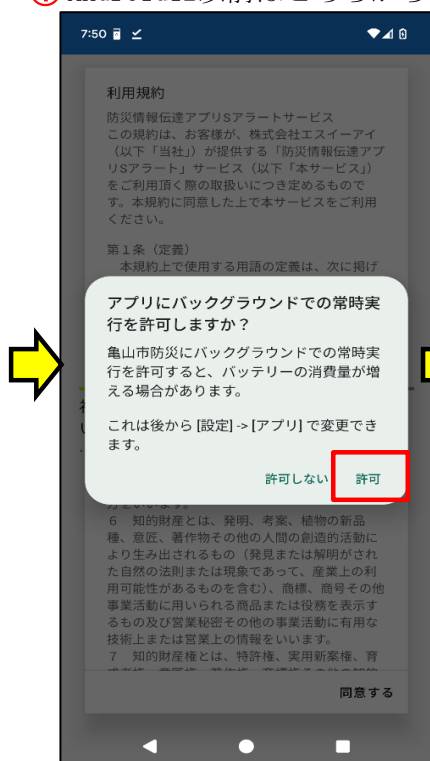 7:50
利用規約
防災情報伝達アプリSアラートサービス
この規約は、お客様が、株式会社エスイーアイ
（以下「当社」）が提供する「防災情報伝達アプ
リSアラート」サービス（以下「本サービス」）
をご利用頂く際の取扱いにつき定めるもので
す。本規約に同意した上で本サービスをご利用
ください。
第１条（定義）
本規約上で使用する用語の定義は、次に掲げ
アプリにバックグラウンドでの常時実
行を許可しますか？
亀山市防災にバックグラウンドでの常時実
行を許可すると、バッテリーの消費量が増
える場合があります。
これは後から [設定] -> [アプリ] で変更でき
ます。
許可しない 許可
６　知的財産とは、発明、考案、植物の新品
種、意匠、著作物その他の人間の創造的活動に
より生み出されるもの（発見または解明がされ
た自然の法則または現象であって、産業上の利
用可能性があるものを含む）、商標、商号その他
事業活動に用いられる商品または役務を表示す
るもの及び営業秘密その他の事業活動に有用な
技術上または営業上の情報をいいます。
７　知的財産権とは、特許権、実用新案権、育
同意する